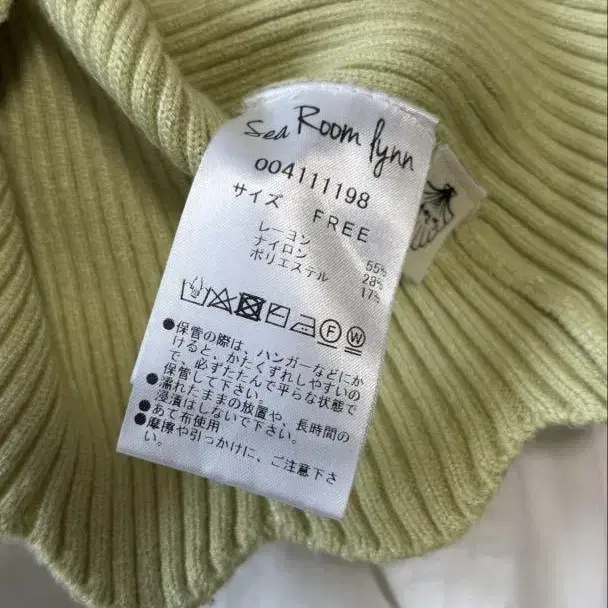 Sea Room lynn
004111198
サイズ FREE
レーヨン 55%
ナイロン 28%
ポリエステル 17%
F W
●保管の際は、ハンガーなどにか
けると、かたくずれしやすいの
で、必ずたたんで平らな状態で
保管して下さい。
●濡れたままの放置や、長時間の
浸漬はしないで下さい。
●あて布使用
●摩擦や引っかけに、ご注意下さ
い。